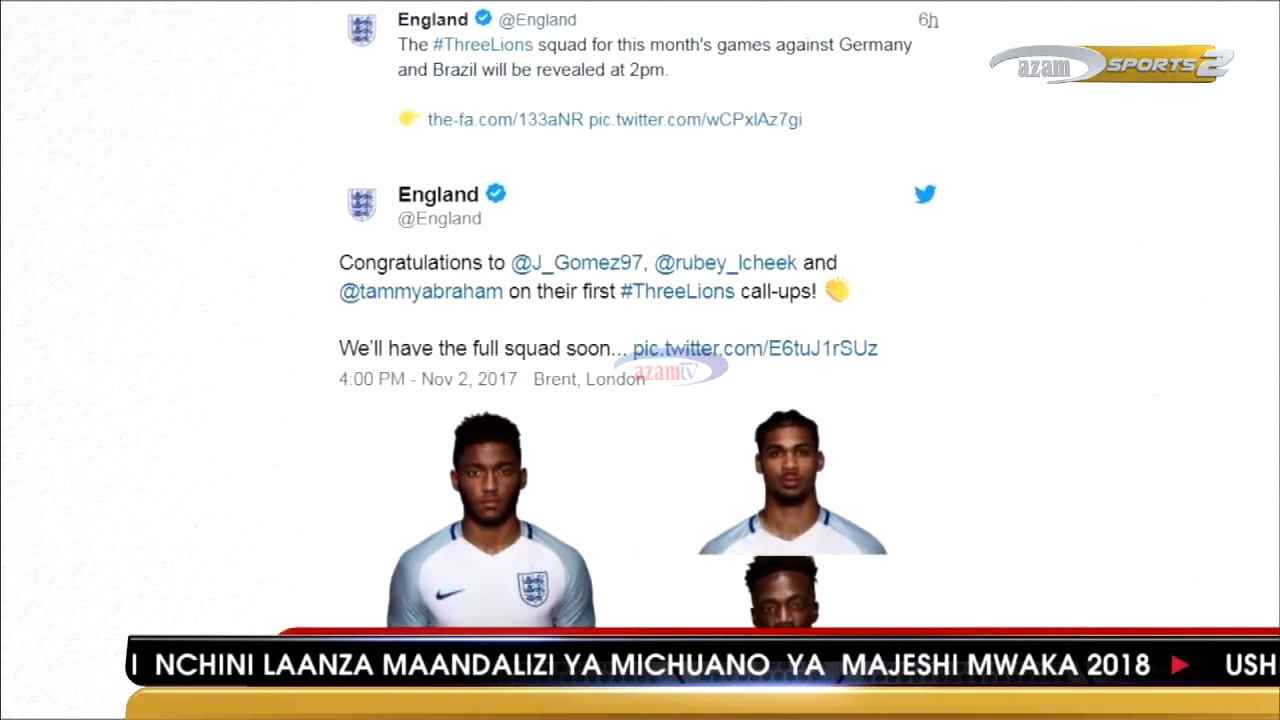 England @England 6h
The #ThreeLions squad for this month's games against Germany
and Brazil will be revealed at 2pm.
the-fa.com/133aNR pic.twitter.com/wCPxlAz7gi
azam SPORTS 2
England
@England
Congratulations to @J_Gomez97, @rubey_lcheek and
@tammyabraham on their first #ThreeLions call-ups!
We'll have the full squad soon... pic.twitter.com/E6tuJ1rSUz
azamtv
4:00 PM - Nov 2, 2017 Brent, London
I NCHINI LAANZA MAANDALIZI YA MICHUANO YA MAJESHI MWAKA 2018 USH